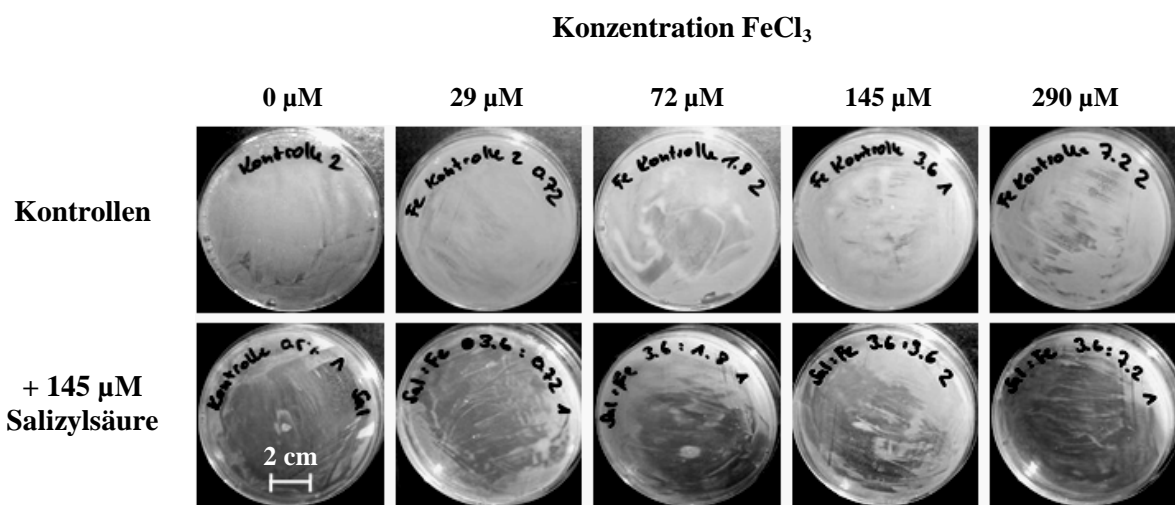 Konzentration FeCl₃
0 µM 29 µM 72 µM 145 µM 290 µM
Kontrollen
Kontrolle 2
Fe Kontrolle 2 0.72
Fe Kontrolle 1.8 2
Fe Kontrolle 3.6 1
Fe Kontrolle 7.2 2
+ 145 µM
Salizylsäure
Kontrolle 1 Sal
Sal:Fe 3.6:0.72 1
Sal:Fe 3.6:1.8 1
Sal:Fe 3.6:3.6 2
Sal:Fe 3.6:7.2 1
2 cm